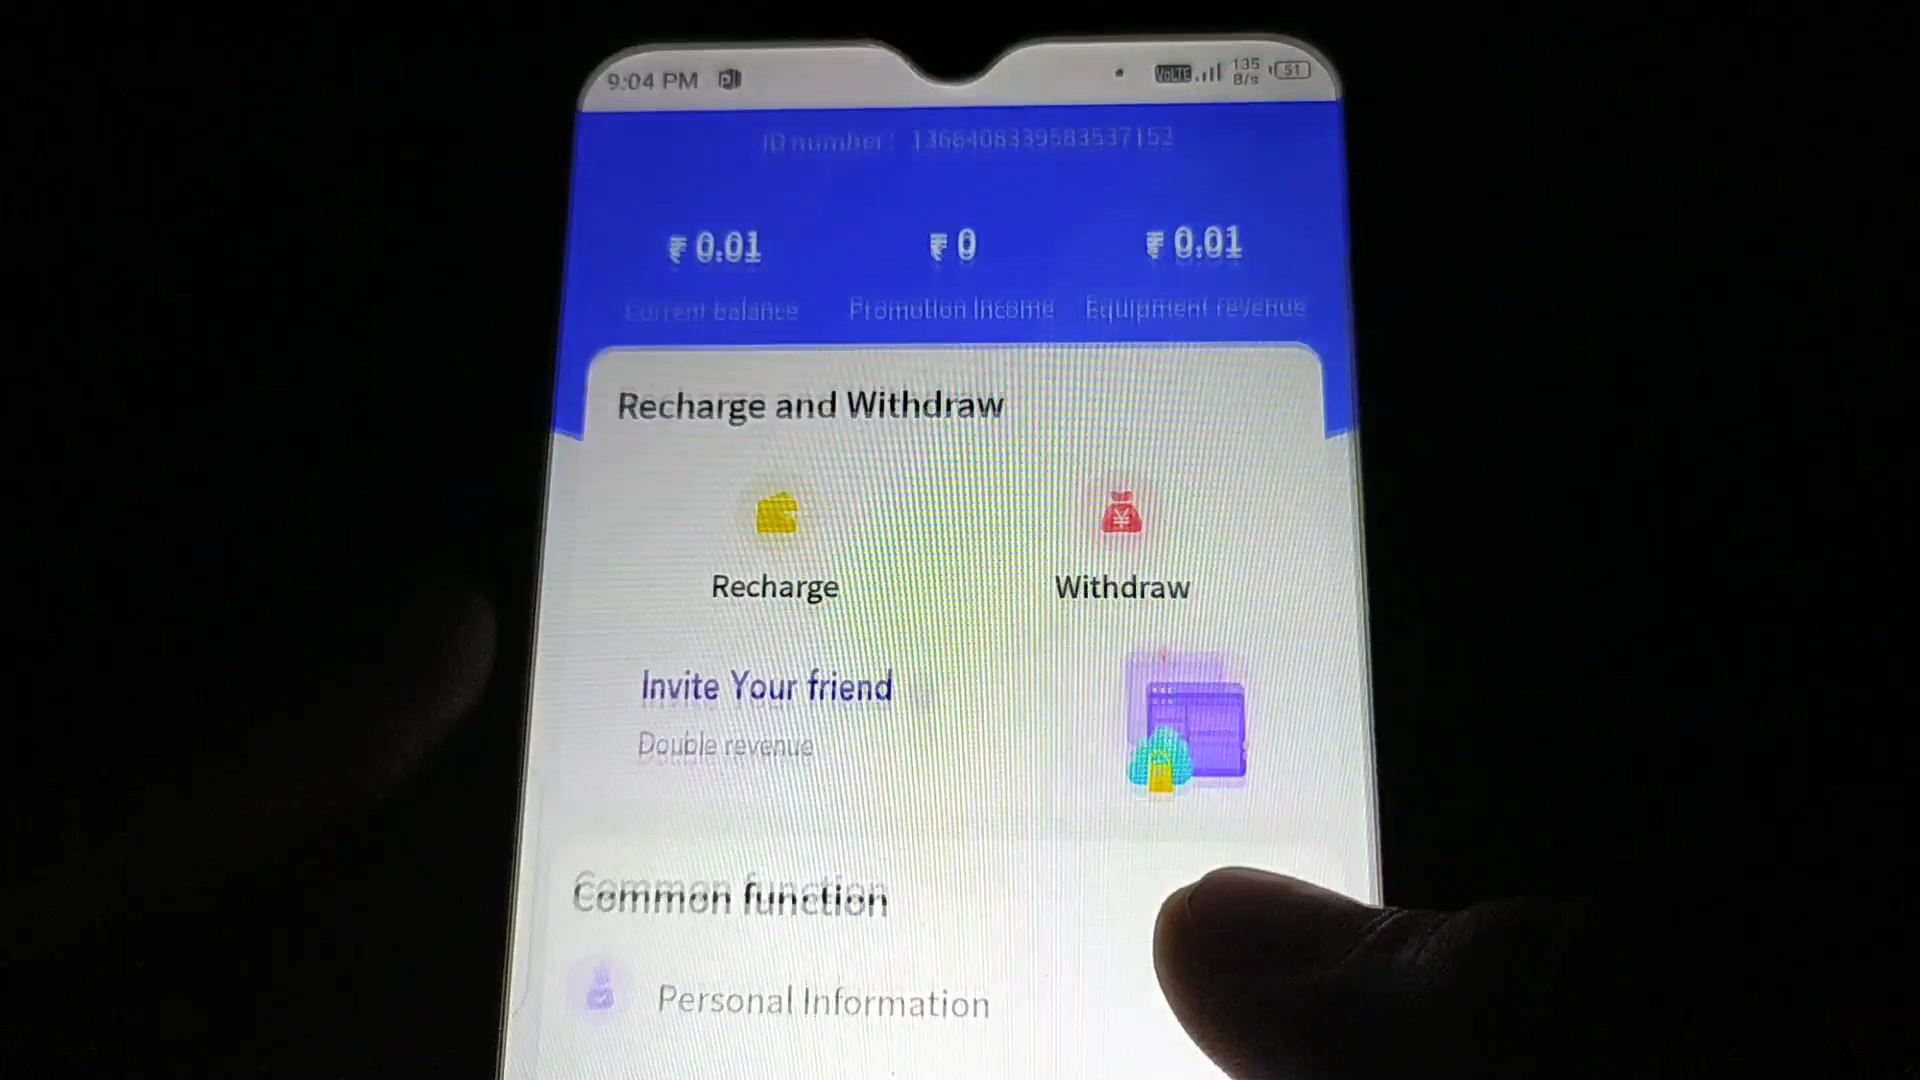 9:04 PM
VoLTE 135 B/s 51
ID number:
₹ 0.01 ₹ 0 ₹ 0.01
Current balance Promotion Income Equipment revenue
Recharge and Withdraw
¥
Recharge Withdraw
Invite Your friend
Double revenue
Common function
Personal Information